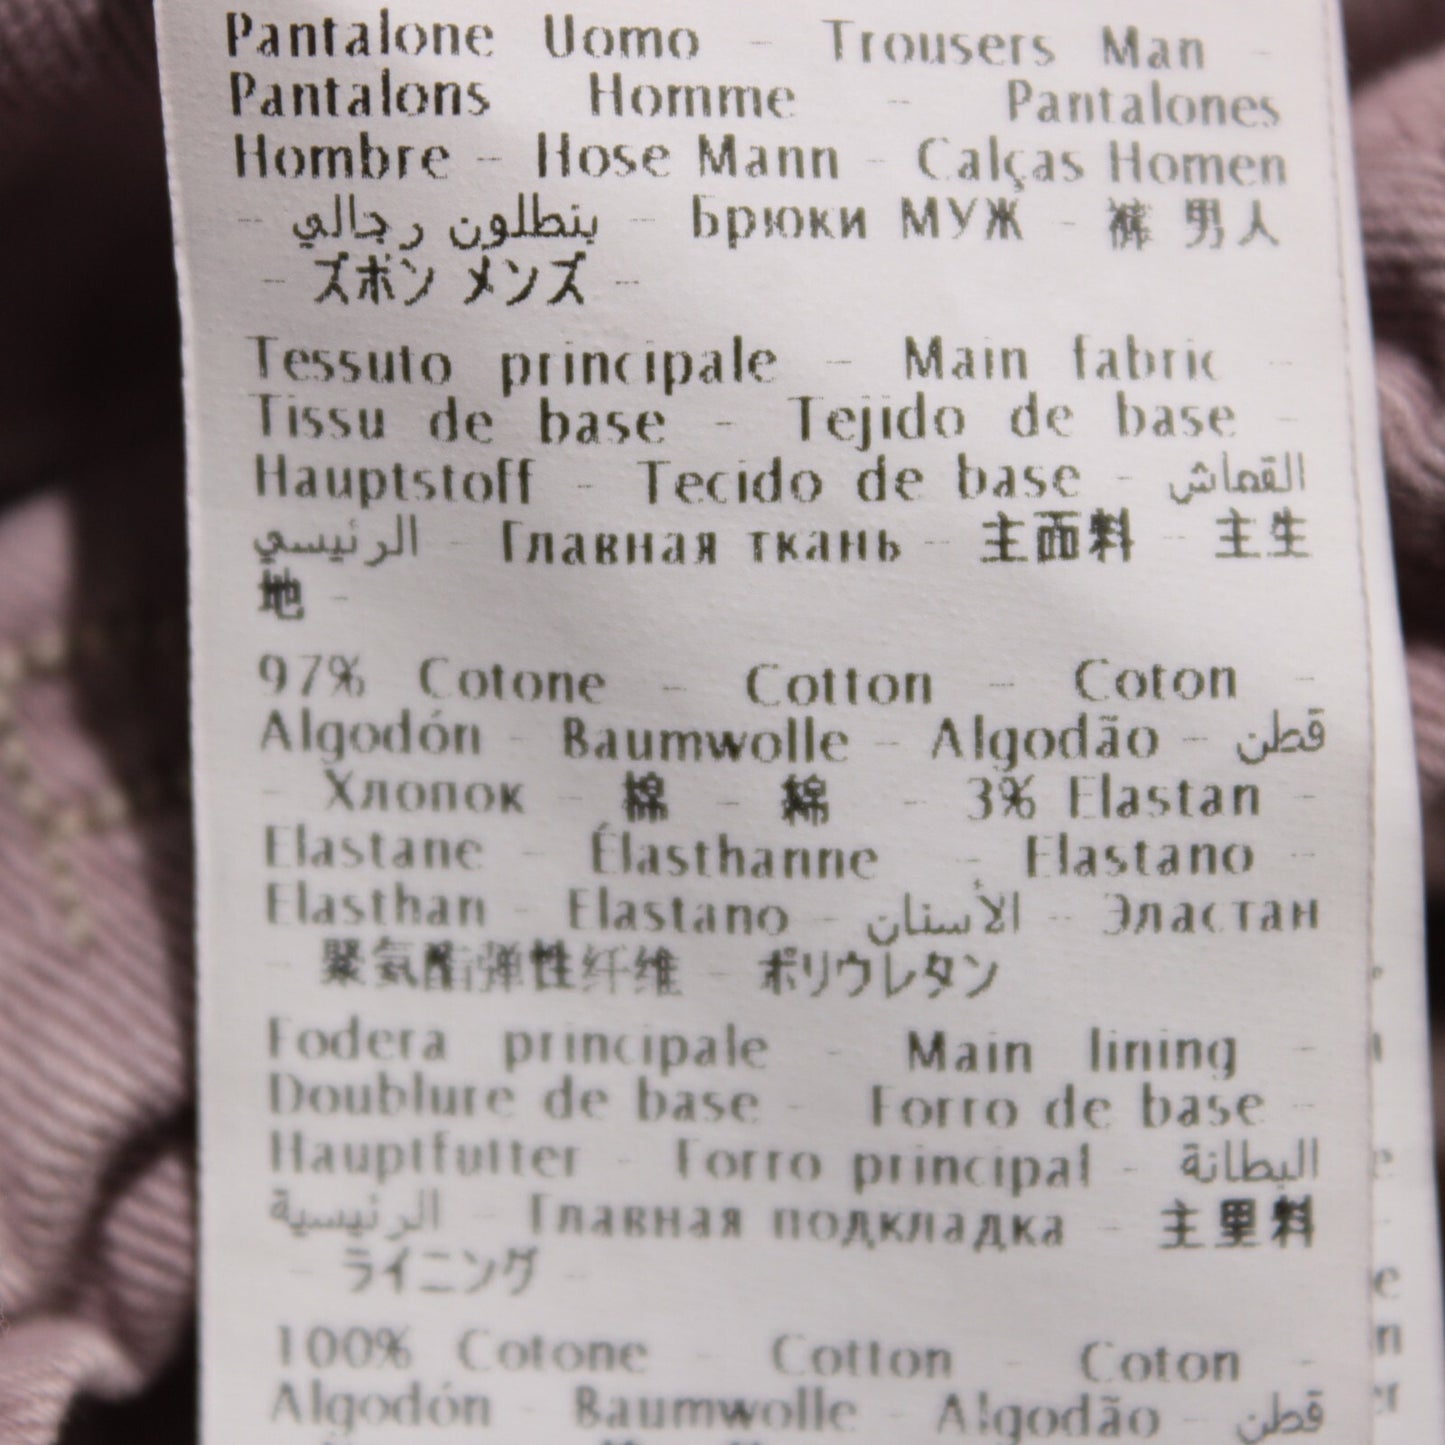 Pantalone Uomo - Trousers Man -
Pantalons Homme - Pantalones
Hombre - Hose Mann - Calças Homen
- بنطلون رجالي - Брюки МУЖ - 裤 男人
- ズボン メンズ -
Tessuto principale - Main fabric -
Tissu de base - Tejido de base -
Hauptstoff - Tecido de base - القماش
الرئيسي - Главная ткань - 主面料 - 主生
地 -
97% Cotone - Cotton - Coton -
Algodón - Baumwolle - Algodão - قطن
- Хлопок - 棉 - 綿 - 3% Elastan -
Elastane - Élasthanne - Elastano -
Elasthan - Elastano - الأستان - Эластан
- 聚氨酯弹性纤维 - ポリウレタン
Fodera principale - Main lining -
Doublure de base - Forro de base -
Hauptfutter - Forro principal - البطانة
الرئيسية - Главная подкладка - 主里料
- ライニング -
100% Cotone - Cotton - Coton -
Algodón - Baumwolle - Algodão - قطن